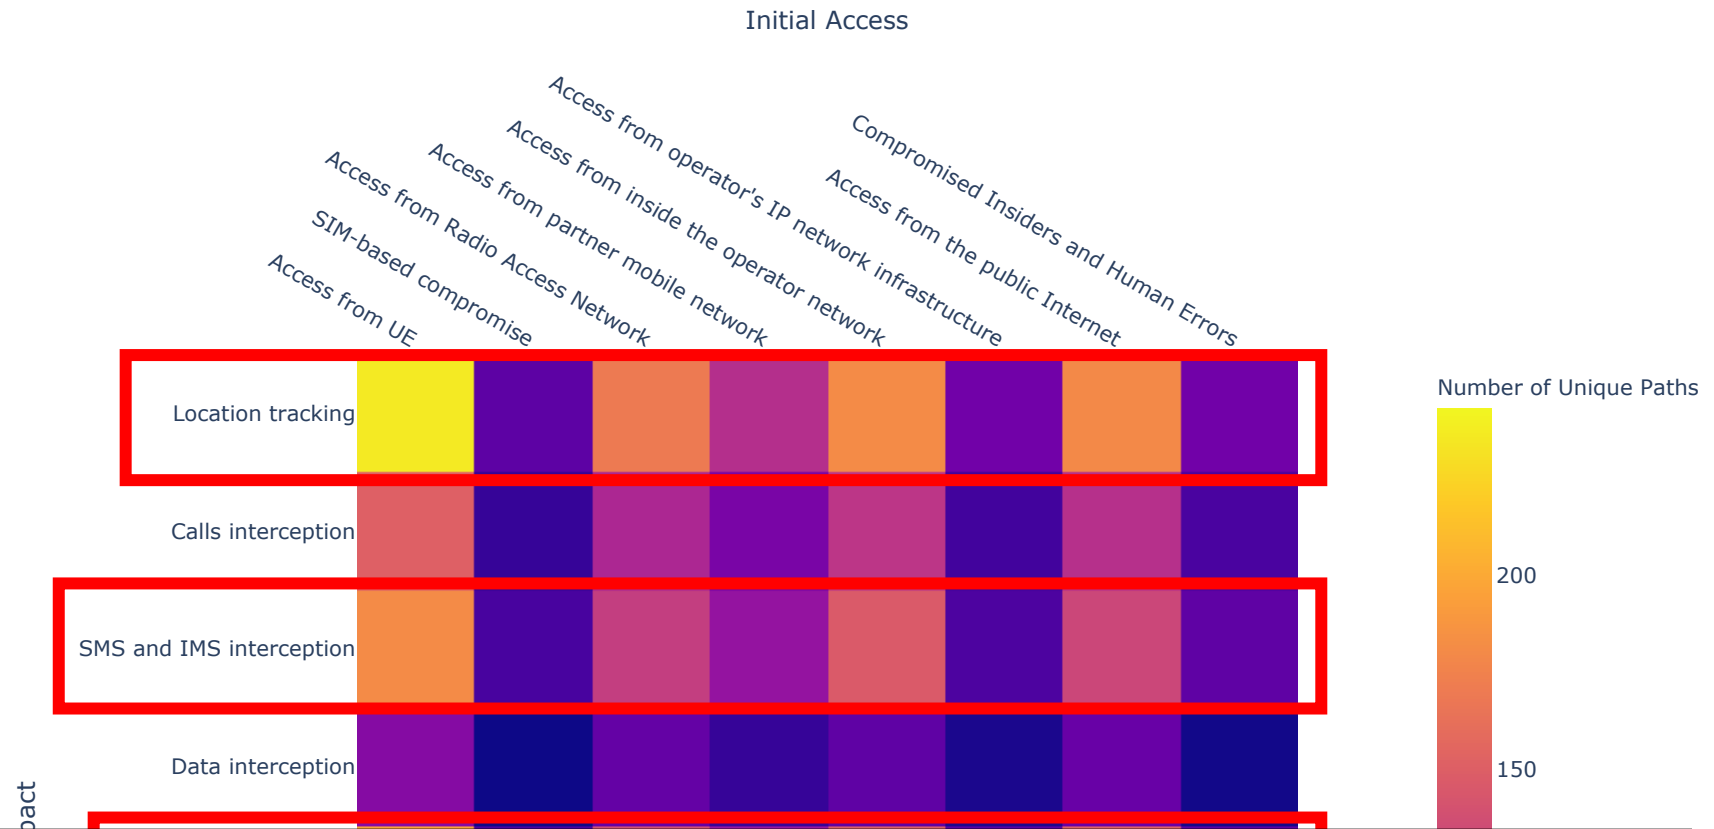 Initial Access
Access from UE
SIM-based compromise
Access from Radio Access Network
Access from partner mobile network
Access from inside the operator network
Access from operator's IP network infrastructure
Access from the public Internet
Compromised Insiders and Human Errors
Location tracking
Calls interception
SMS and IMS interception
Data interception
Number of Unique Paths
200
150